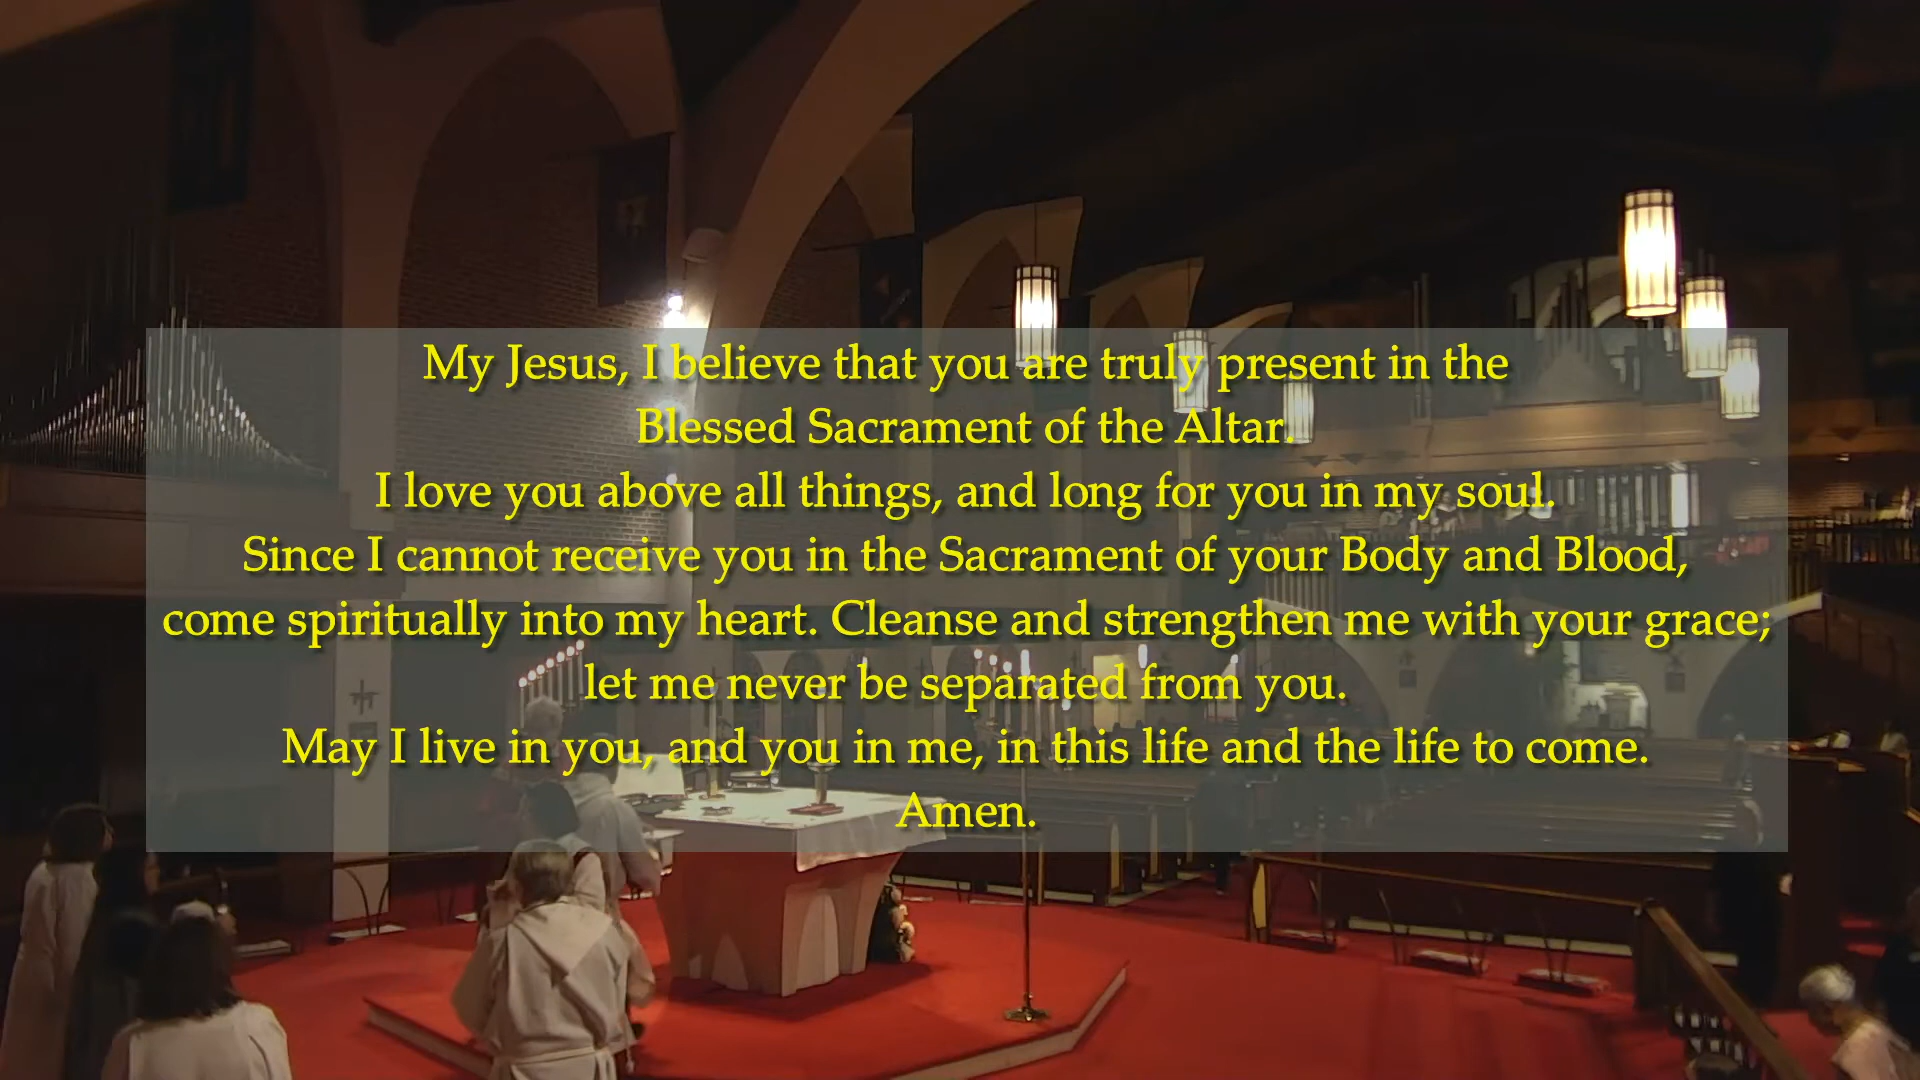 My Jesus, I believe that you are truly present in the
Blessed Sacrament of the Altar.
I love you above all things, and long for you in my soul.
Since I cannot receive you in the Sacrament of your Body and Blood,
come spiritually into my heart. Cleanse and strengthen me with your grace;
let me never be separated from you.
May I live in you, and you in me, in this life and the life to come.
Amen.